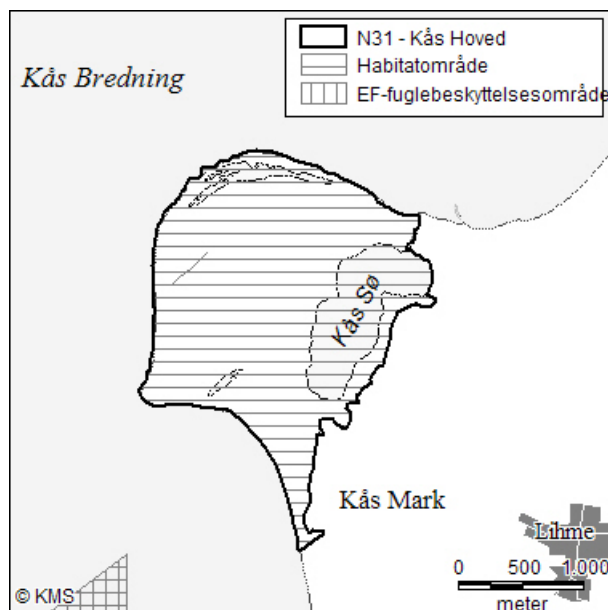 N31 - Kås Hoved
Habitatområde
EF-fuglebeskyttelsesområde
Kås Bredning
Kås Sø
Kås Mark
Lihme
0 500 1.000
meter
© KMS